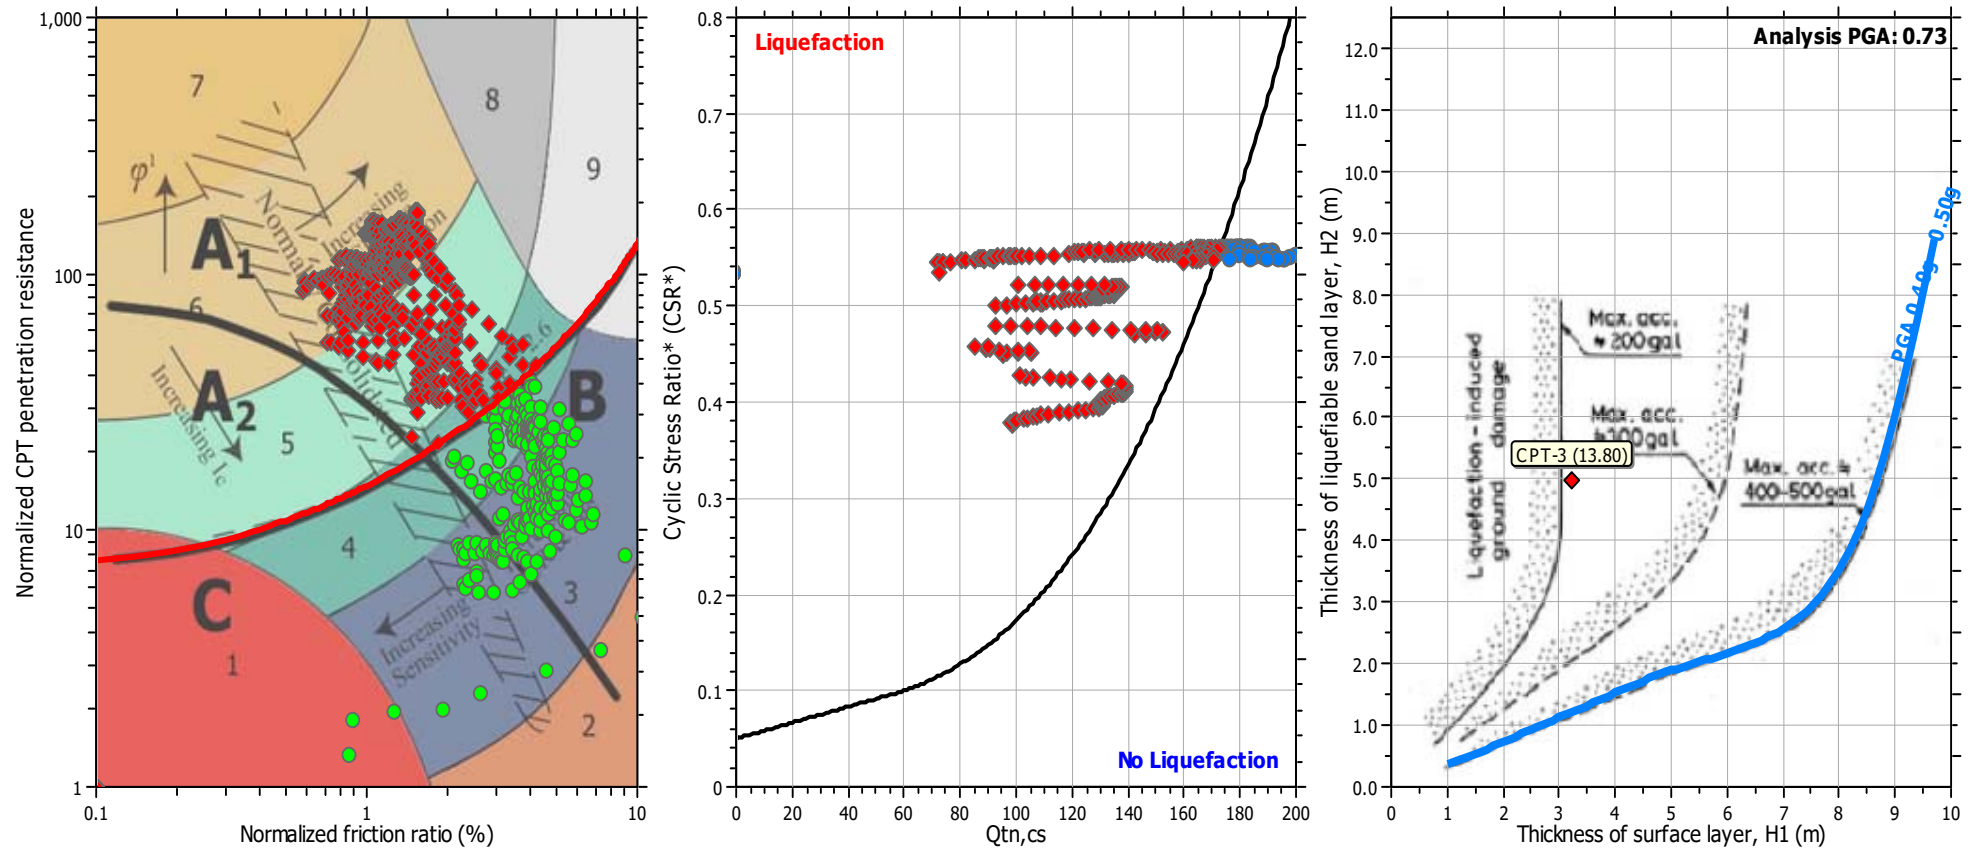 1,000
100
10
1
0.1
1
10
Normalized CPT penetration resistance
Normalized friction ratio (%)
7
8
9
φ'
A1
6
A2
5
B
4
C
3
1
2
Increasing Ic
Increasing
Increasing
Sensitivity
0.8
0.7
0.6
0.5
0.4
0.3
0.2
0.1
0
0
20
40
60
80
100
120
140
160
180
200
Cyclic Stress Ratio* (CSR*)
Qtn,cs
Liquefaction
No Liquefaction
12.0
11.0
10.0
9.0
8.0
7.0
6.0
5.0
4.0
3.0
2.0
1.0
0.0
0
1
2
3
4
5
6
7
8
9
10
Thickness of liquefiable sand layer, H2 (m)
Thickness of surface layer, H1 (m)
Analysis PGA: 0.73
PGA 0.40g - 0.50g
Max. acc.
≒ 200gal
Max. acc.
Max. acc. ≒
400-500gal
CPT-3 (13.80)
Liquefaction - induced
ground damage